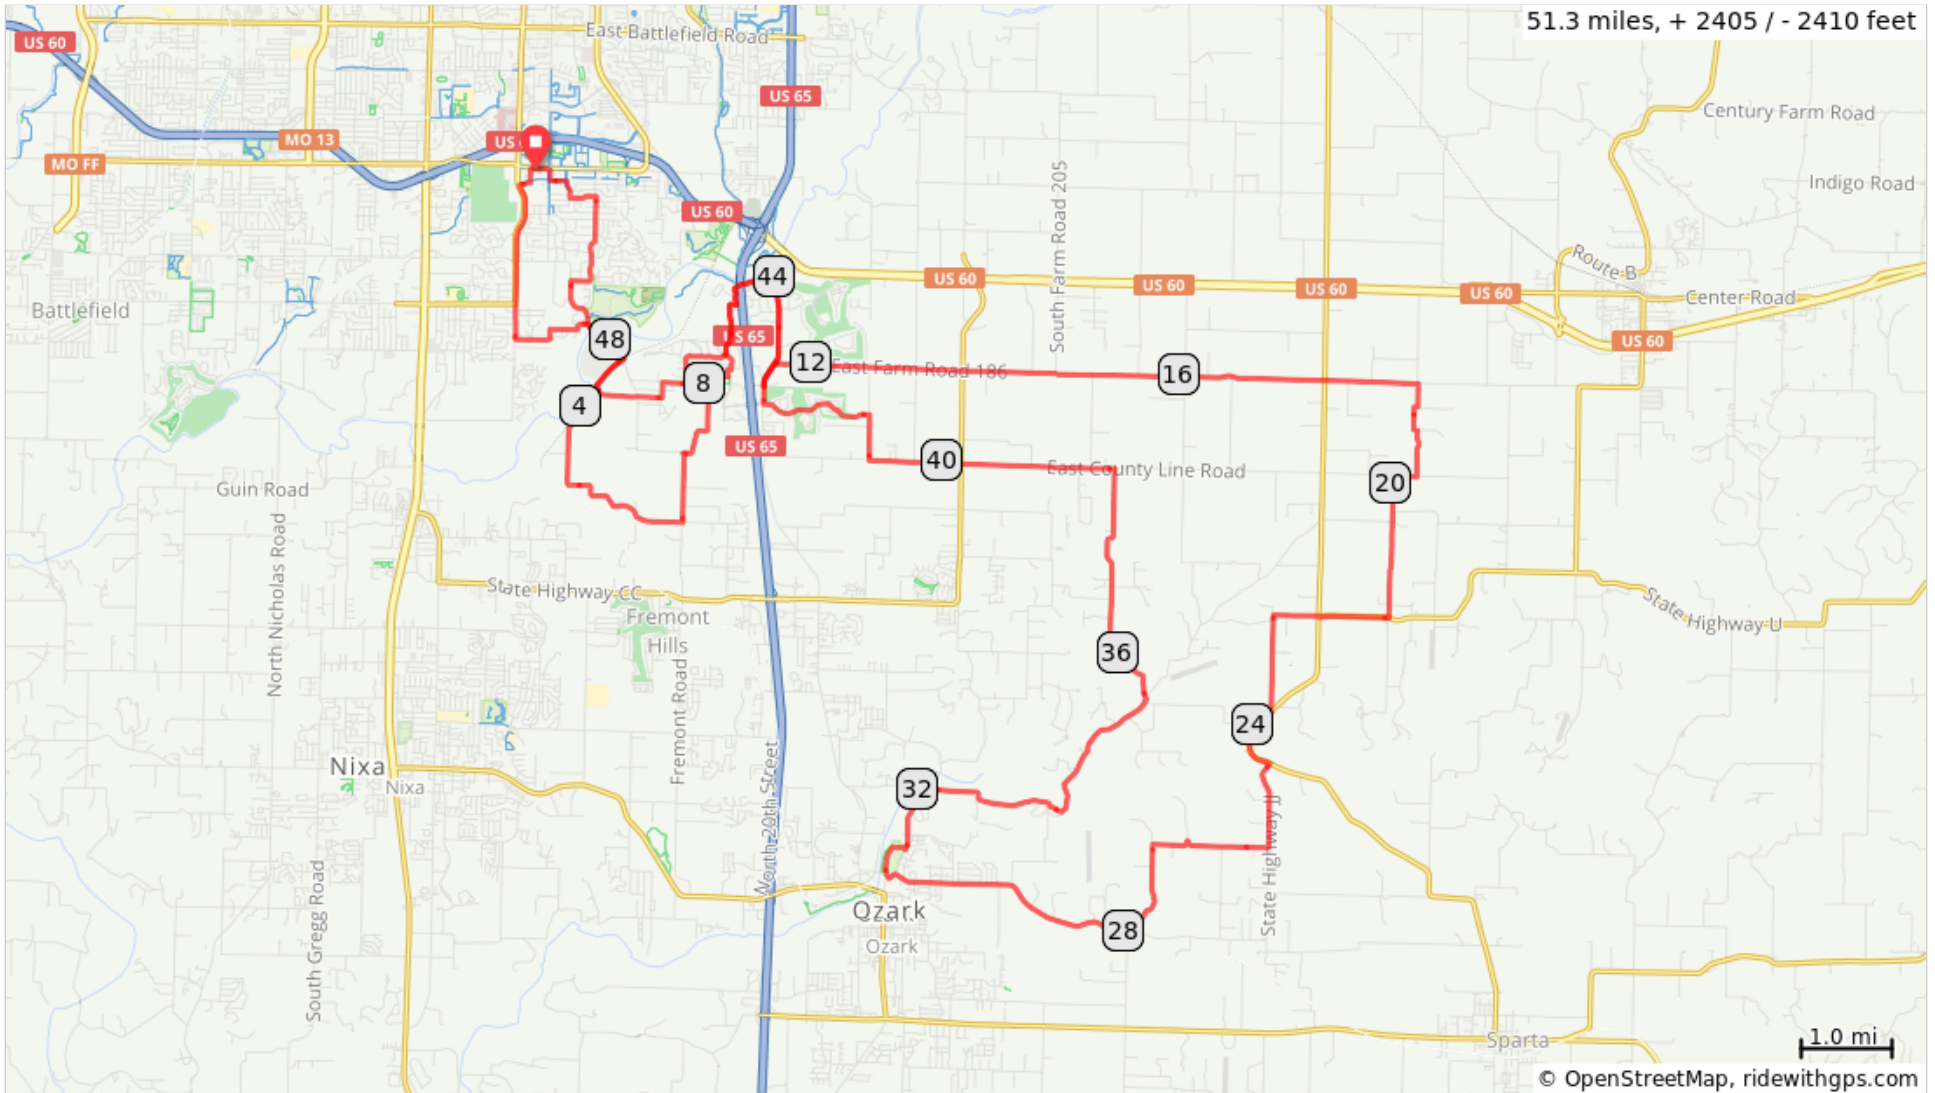 51.3 miles, + 2405 / - 2410 feet
US 60
East Battlefield Road
US 65
Century Farm Road
MO 13
US
MO FF
Indigo Road
South Farm Road 205
US 60
Route B
44
US 60
US 60
US 60
US 60
Center Road
Battlefield
48
US 65
US 60
12
East Farm Road 186
16
8
4
US 65
40
East County Line Road
20
Guin Road
North Nicholas Road
State Highway CC
State Highway U
Fremont
Hills
36
Fremont Road
24
Nixa
Nixa
North 20th Street
32
State Highway JJ
South Gregg Road
Ozark
28
Ozark
Sparta
1.0 mi
© OpenStreetMap, ridewithgps.com